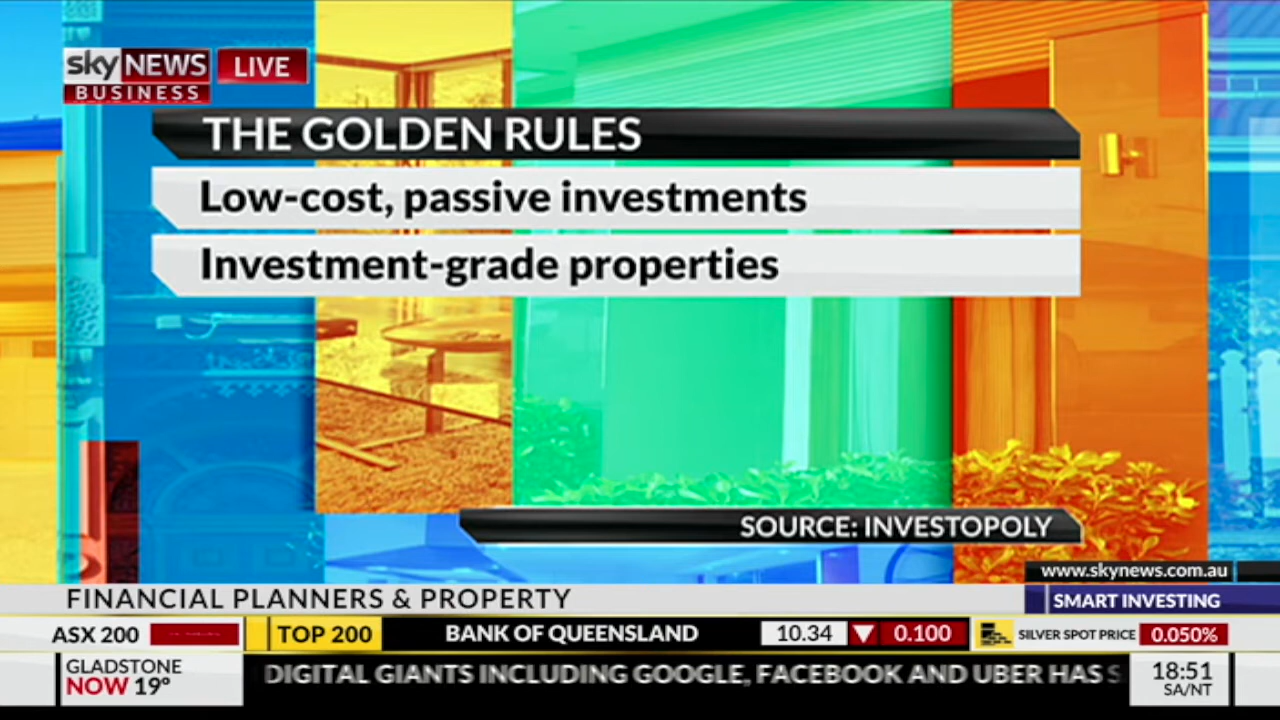 sky NEWS LIVE
BUSINESS
THE GOLDEN RULES
Low-cost, passive investments
Investment-grade properties
SOURCE: INVESTOPOLY
www.skynews.com.au
FINANCIAL PLANNERS & PROPERTY
SMART INVESTING
ASX 200
TOP 200 BANK OF QUEENSLAND 10.34 0.100
SILVER SPOT PRICE 0.050%
GLADSTONE
NOW 19°
DIGITAL GIANTS INCLUDING GOOGLE, FACEBOOK AND UBER HAS
18:51
SA/NT